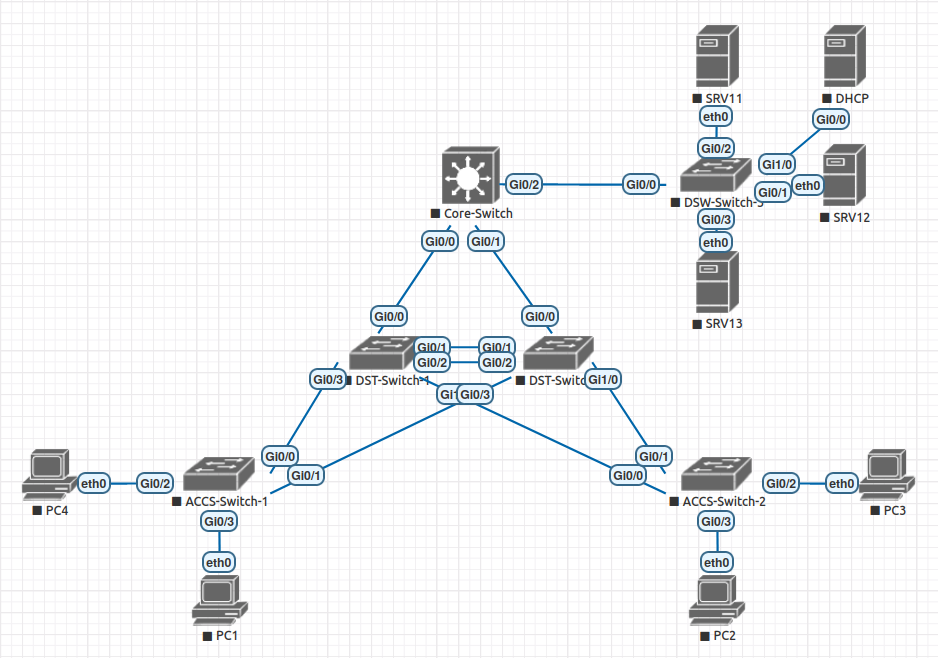 SRV11
DHCP
eth0
Gi0/0
Gi0/2
Gi1/0
Gi0/1
eth0
Gi0/2
Gi0/0
DSW-Switch-3
SRV12
Core-Switch
Gi0/3
eth0
Gi0/0
Gi0/1
SRV13
Gi0/0
Gi0/0
Gi0/1
Gi0/1
Gi0/2
Gi0/2
Gi0/3
DST-Switch-1
DST-Switc
Gi1/0
Gi1
Gi0/3
Gi0/0
Gi0/1
Gi0/1
Gi0/0
eth0
Gi0/2
Gi0/2
eth0
PC4
ACCS-Switch-1
ACCS-Switch-2
PC3
Gi0/3
Gi0/3
eth0
eth0
PC1
PC2